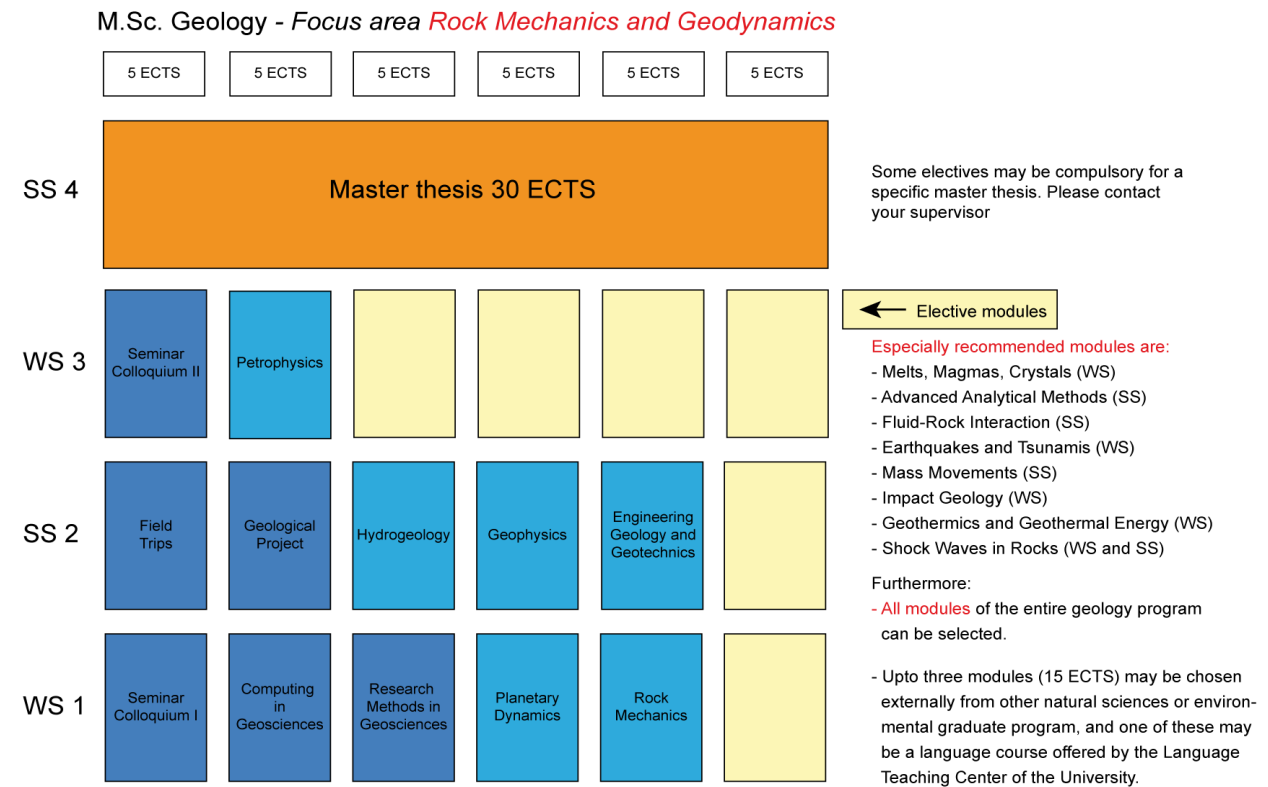 M.Sc. Geology - Focus area Rock Mechanics and Geodynamics
5 ECTS
5 ECTS
5 ECTS
5 ECTS
5 ECTS
5 ECTS
SS 4
Master thesis 30 ECTS
Some electives may be compulsory for a
specific master thesis. Please contact
your supervisor
WS 3
Seminar
Colloquium II
Petrophysics
Elective modules
Especially recommended modules are:
- Melts, Magmas, Crystals (WS)
- Advanced Analytical Methods (SS)
- Fluid-Rock Interaction (SS)
- Earthquakes and Tsunamis (WS)
- Mass Movements (SS)
- Impact Geology (WS)
- Geothermics and Geothermal Energy (WS)
- Shock Waves in Rocks (WS and SS)
SS 2
Field
Trips
Geological
Project
Hydrogeology
Geophysics
Engineering
Geology and
Geotechnics
Furthermore:
- All modules of the entire geology program
can be selected.
WS 1
Seminar
Colloquium I
Computing
in
Geosciences
Research
Methods in
Geosciences
Planetary
Dynamics
Rock
Mechanics
- Upto three modules (15 ECTS) may be chosen
externally from other natural sciences or environ-
mental graduate program, and one of these may
be a language course offered by the Language
Teaching Center of the University.